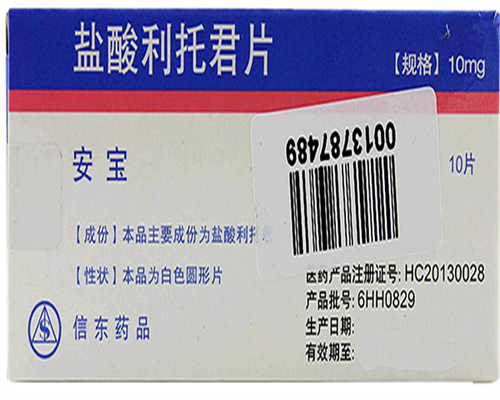 盐酸利托君片
【规格】10mg
0013787489
安宝
10片
【成份】本品主要成份为盐酸利托
【性状】本品为白色圆形片
医药产品注册证号: HC20130028
产品批号: 6HH0829
信东药品
生产日期:
有效期至: